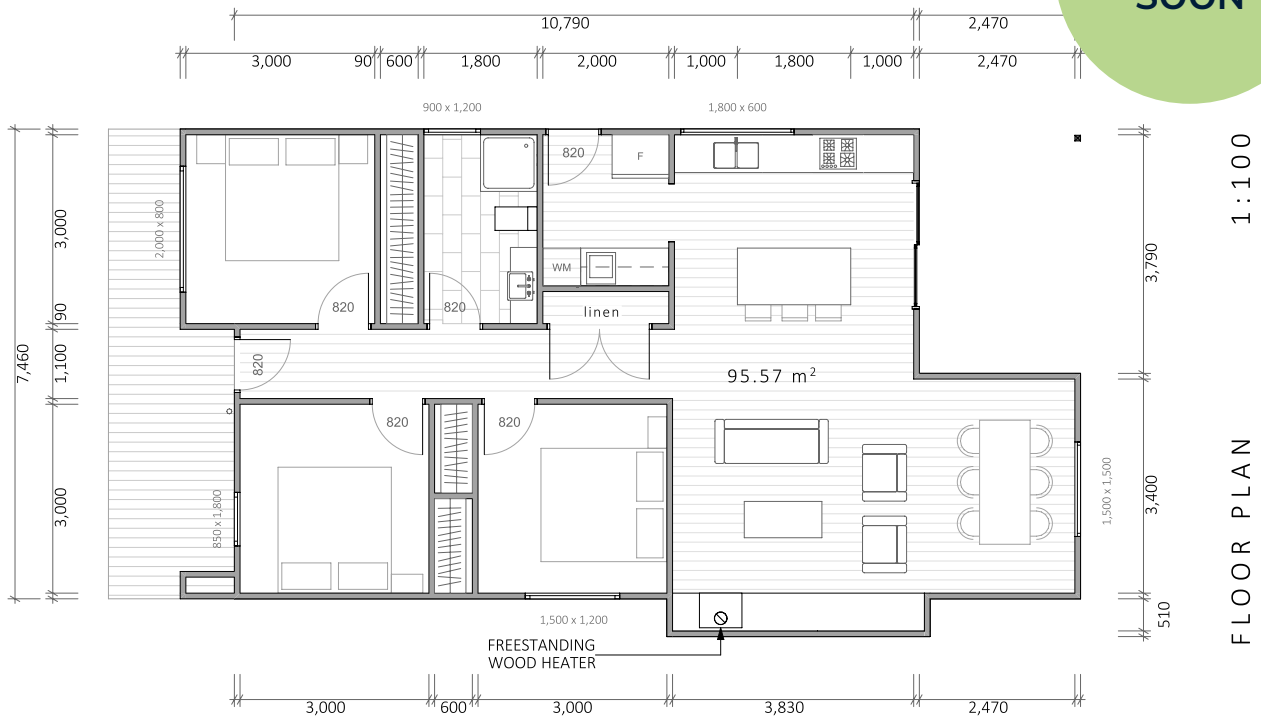 SOON
10,790
2,470
3,000
90
600
1,800
2,000
1,000
1,800
1,000
2,470
900 x 1,200
1,800 x 600
7,460
3,000
90
1,100
3,000
2,000 x 800
850 x 1,800
820
820
820
820
820
820
F
WM
linen
95.57 m²
1,500 x 1,200
1,500 x 1,500
3,790
3,400
510
FREESTANDING
WOOD HEATER
3,000
600
3,000
3,830
2,470
1:100
FLOOR PLAN